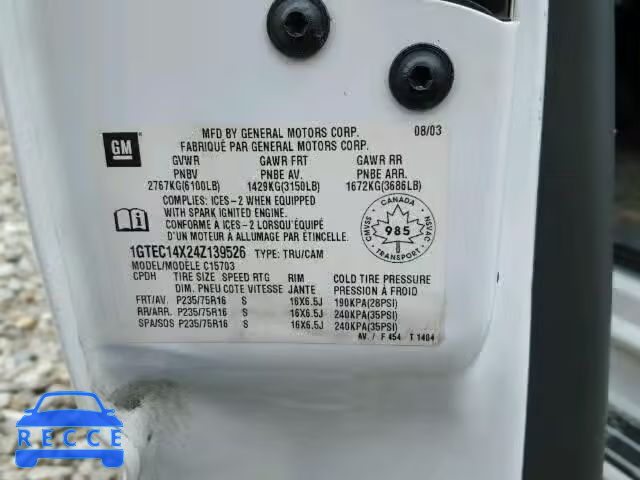 GM
MFD BY GENERAL MOTORS CORP. 08/03
FABRIQUÉ PAR GENERAL MOTORS CORP.
GVWR GAWR FRT GAWR RR
PNBV PNBE AV. PNBE ARR.
2767KG(6100LB) 1429KG(3150LB) 1672KG(3686LB)
COMPLIES: ICES-2 WHEN EQUIPPED
WITH SPARK IGNITED ENGINE.
CONFORME A ICES-2 LORSQU'ÉQUIPÉ
D'UN MOTEUR A ALLUMAGE PAR ÉTINCELLE.
CANADA
CMVSS 985 NSVAC
TRANSPORT
1GTEC14X24Z139526 TYPE: TRU/CAM
MODEL/MODELE C15703
CPDH TIRE SIZE SPEED RTG RIM COLD TIRE PRESSURE
DIM. PNEU COTE VITESSE JANTE PRESSION À FROID
FRT/AV. P235/75R16 S 16X6.5J 190KPA(28PSI)
RR/ARR. P235/75R16 S 16X6.5J 240KPA(35PSI)
SPA/SOS P235/75R16 S 16X6.5J 240KPA(35PSI)
AV. / F 454 T 1404
RECCE